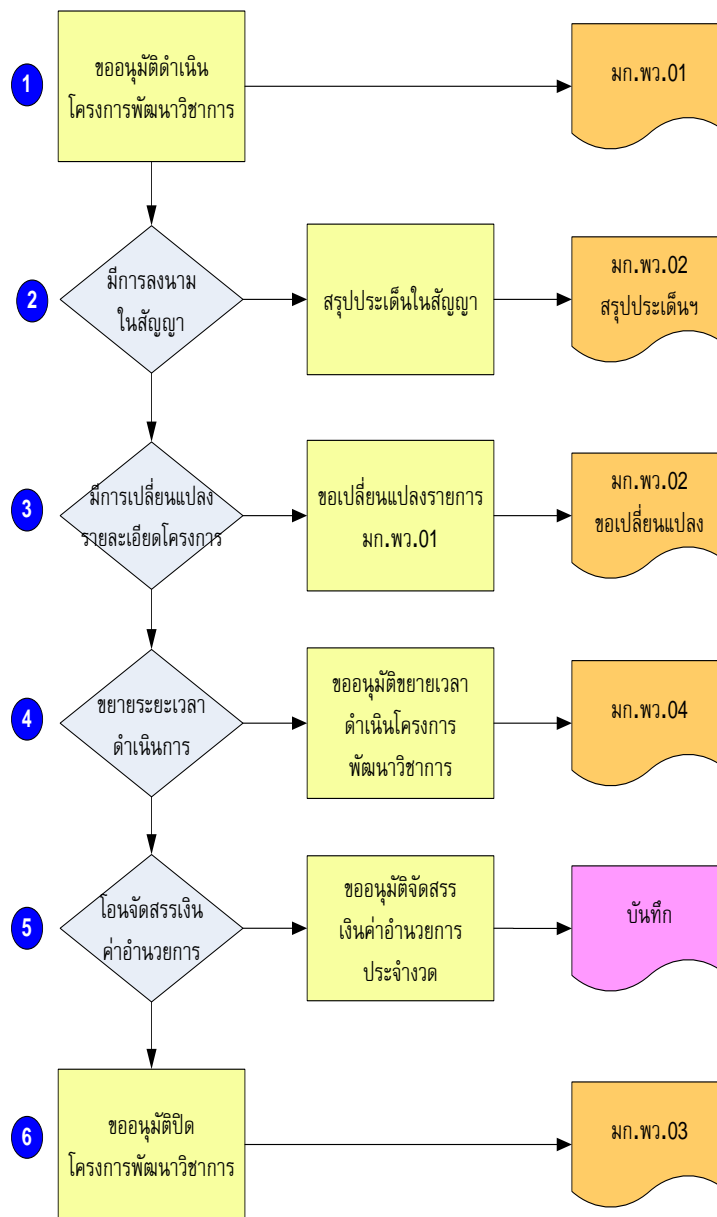 1
ขออนุมัติดำเนิน
โครงการพัฒนาวิชาการ
มก.พว.01
2
มีการลงนาม
ในสัญญา
สรุปประเด็นในสัญญา
มก.พว.02
สรุปประเด็นฯ
3
มีการเปลี่ยนแปลง
รายละเอียดโครงการ
ขอเปลี่ยนแปลงรายการ
มก.พว.01
มก.พว.02
ขอเปลี่ยนแปลง
4
ขยายระยะเวลา
ดำเนินการ
ขออนุมัติขยายเวลา
ดำเนินโครงการ
พัฒนาวิชาการ
มก.พว.04
5
โอนจัดสรรเงิน
ค่าอำนวยการ
ขออนุมัติจัดสรร
เงินค่าอำนวยการ
ประจำงวด
บันทึก
6
ขออนุมัติปิด
โครงการพัฒนาวิชาการ
มก.พว.03